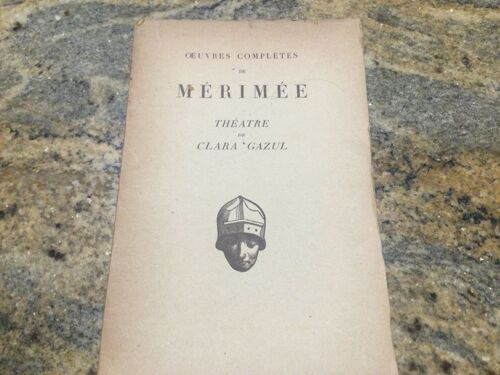 ŒUVRES COMPLÈTES
DE
MÉRIMÉE
THÉATRE
DE
CLARA GAZUL